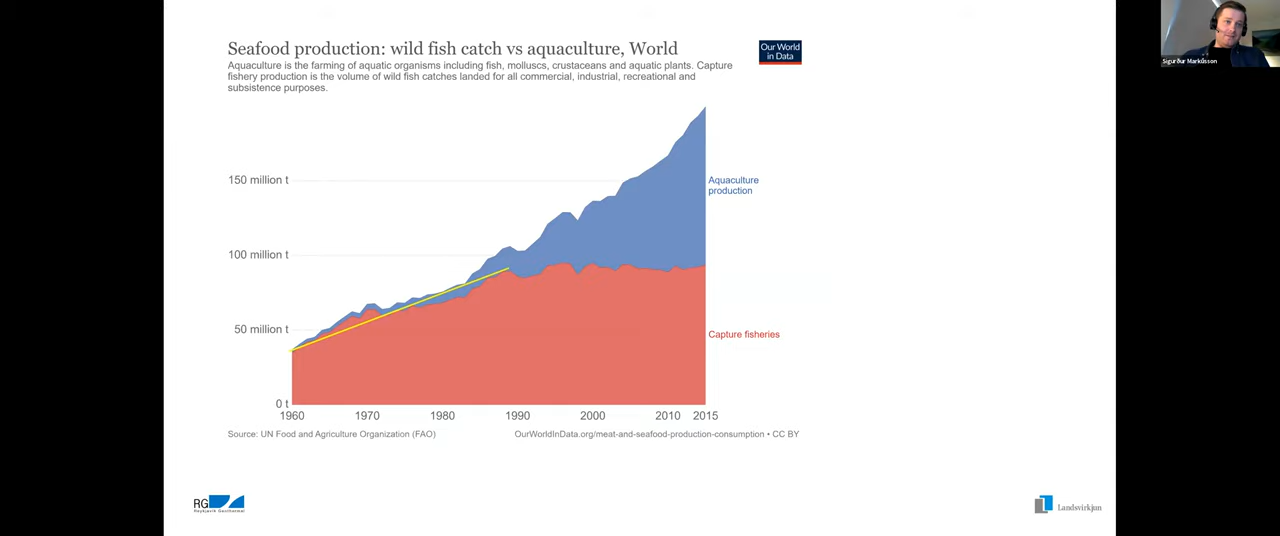 Seafood production: wild fish catch vs aquaculture, World
Our World
in Data
Aquaculture is the farming of aquatic organisms including fish, molluscs, crustaceans and aquatic plants. Capture
fishery production is the volume of wild fish catches landed for all commercial, industrial, recreational and
subsistence purposes.
150 million t
100 million t
50 million t
0 t
Aquaculture
production
Capture fisheries
1960 1970 1980 1990 2000 2010 2015
Source: UN Food and Agriculture Organization (FAO)
OurWorldInData.org/meat-and-seafood-production-consumption • CC BY
RG
Reykjavik Geothermal
Landsvirkjun
Sigurður Markússon